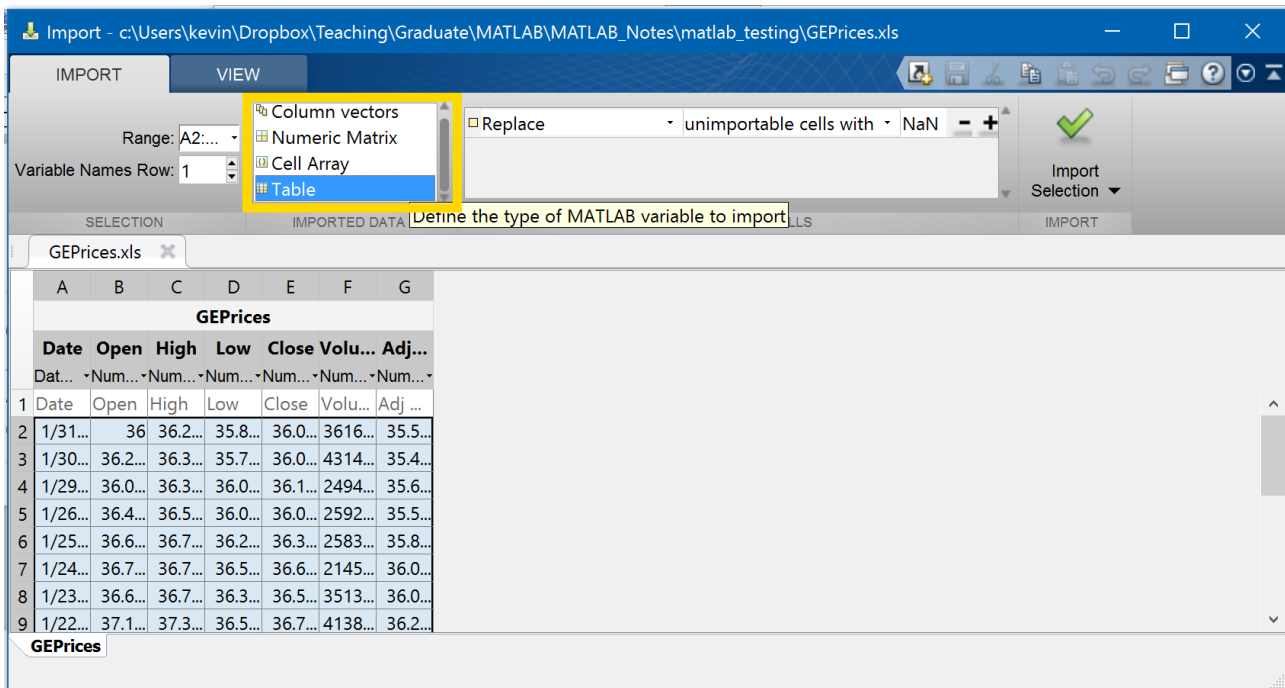 Import - c:\Users\kevin\Dropbox\Teaching\Graduate\MATLAB\MATLAB_Notes\matlab_testing\GEPrices.xls
IMPORT VIEW
Column vectors
Replace unimportable cells with NaN
Range: A2:...
Numeric Matrix
Cell Array
Variable Names Row: 1
Table
Import
Selection
SELECTION IMPORTED DATA Define the type of MATLAB variable to import LLS IMPORT
GEPrices.xls
A B C D E F G
GEPrices
Date Open High Low Close Volu... Adj...
Dat... Num... Num... Num... Num... Num... Num...
1 Date Open High Low Close Volu... Adj ...
2 1/31... 36 36.2... 35.8... 36.0... 3616... 35.5...
3 1/30... 36.2... 36.3... 35.7... 36.0... 4314... 35.4...
4 1/29... 36.0... 36.3... 36.0... 36.1... 2494... 35.6...
5 1/26... 36.4... 36.5... 36.0... 36.0... 2592... 35.5...
6 1/25... 36.6... 36.7... 36.2... 36.3... 2583... 35.8...
7 1/24... 36.7... 36.7... 36.5... 36.6... 2145... 36.0...
8 1/23... 36.6... 36.7... 36.3... 36.5... 3513... 36.0...
9 1/22... 37.1... 37.3... 36.5... 36.7... 4138... 36.2...
GEPrices